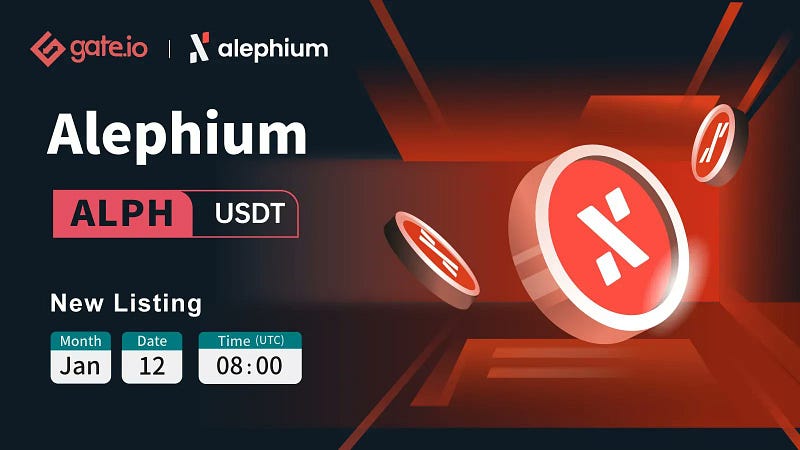 gate.io | alephium
Alephium
ALPH USDT
New Listing
Month Date Time (UTC)
Jan 12 08:00